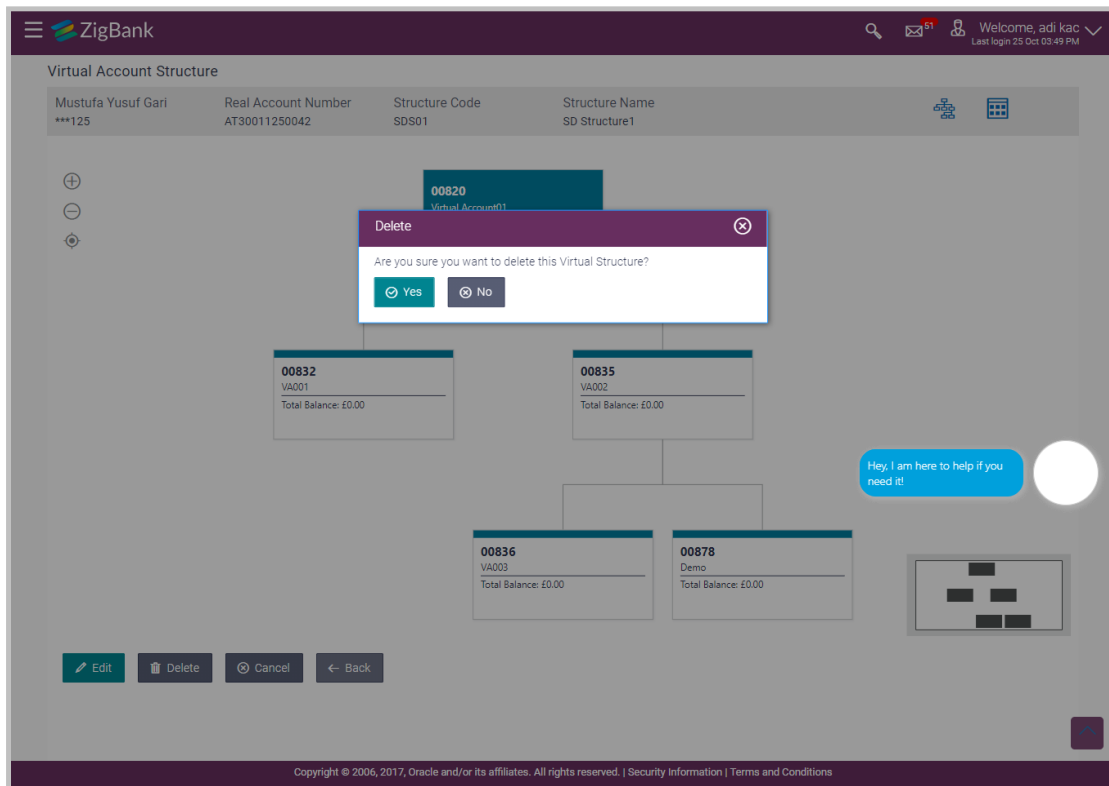 ZigBank
51
Welcome, adi kac
Last login 25 Oct 03:49 PM
Virtual Account Structure
Mustufa Yusuf Gari
Real Account Number
Structure Code
Structure Name
***125
AT30011250042
SDS01
SD Structure1
00820
Virtual Account01
Delete
Are you sure you want to delete this Virtual Structure?
Yes
No
00832
VA001
Total Balance: £0.00
00835
VA002
Total Balance: £0.00
Hey, I am here to help if you
need it!
00836
VA003
Total Balance: £0.00
00878
Demo
Total Balance: £0.00
Edit
Delete
Cancel
Back
Copyright © 2006, 2017, Oracle and/or its affiliates. All rights reserved. | Security Information | Terms and Conditions